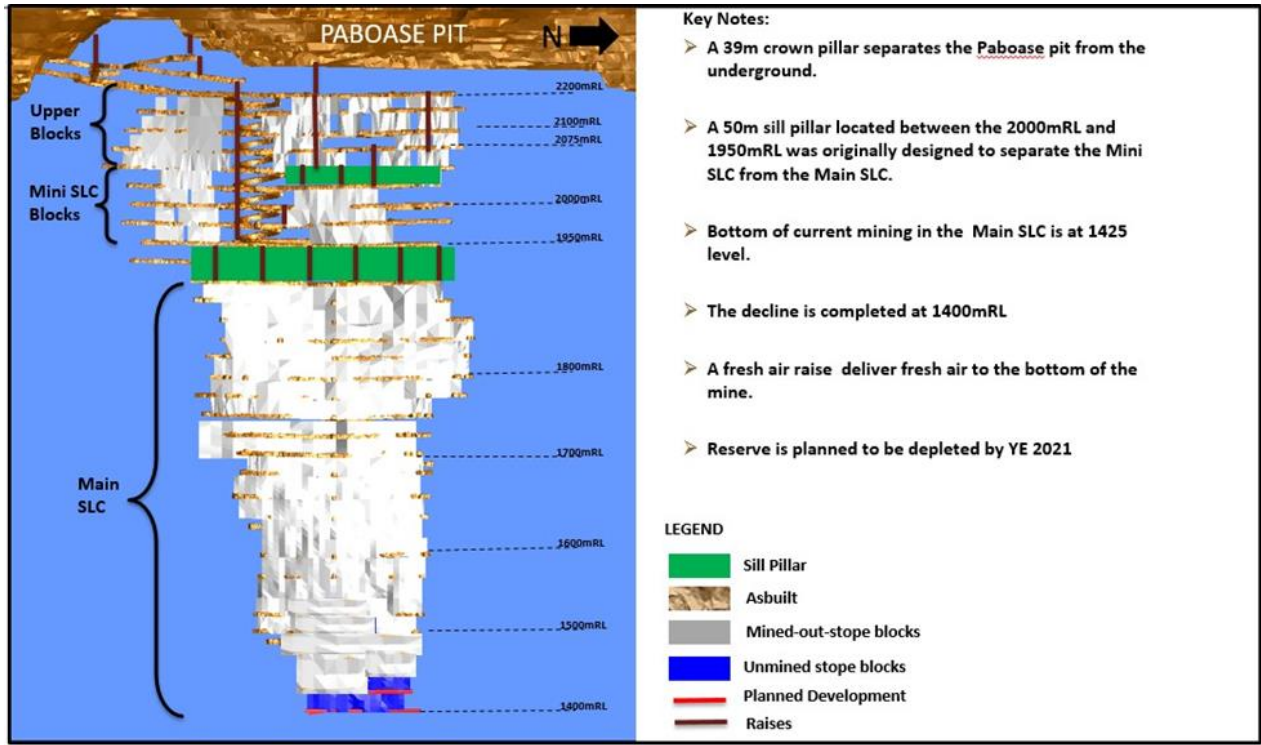 PABOASE PIT
N
Upper
Blocks
Mini SLC
Blocks
Main
SLC
2200mRL
2100mRL
2075mRL
2000mRL
1950mRL
1800mRL
1700mRL
1600mRL
1500mRL
1400mRL
Key Notes:
A 39m crown pillar separates the Paboase pit from the
underground.
A 50m sill pillar located between the 2000mRL and
1950mRL was originally designed to separate the Mini
SLC from the Main SLC.
Bottom of current mining in the Main SLC is at 1425
level.
The decline is completed at 1400mRL
A fresh air raise deliver fresh air to the bottom of the
mine.
Reserve is planned to be depleted by YE 2021
LEGEND
Sill Pillar
Asbuilt
Mined-out-stope blocks
Unmined stope blocks
Planned Development
Raises